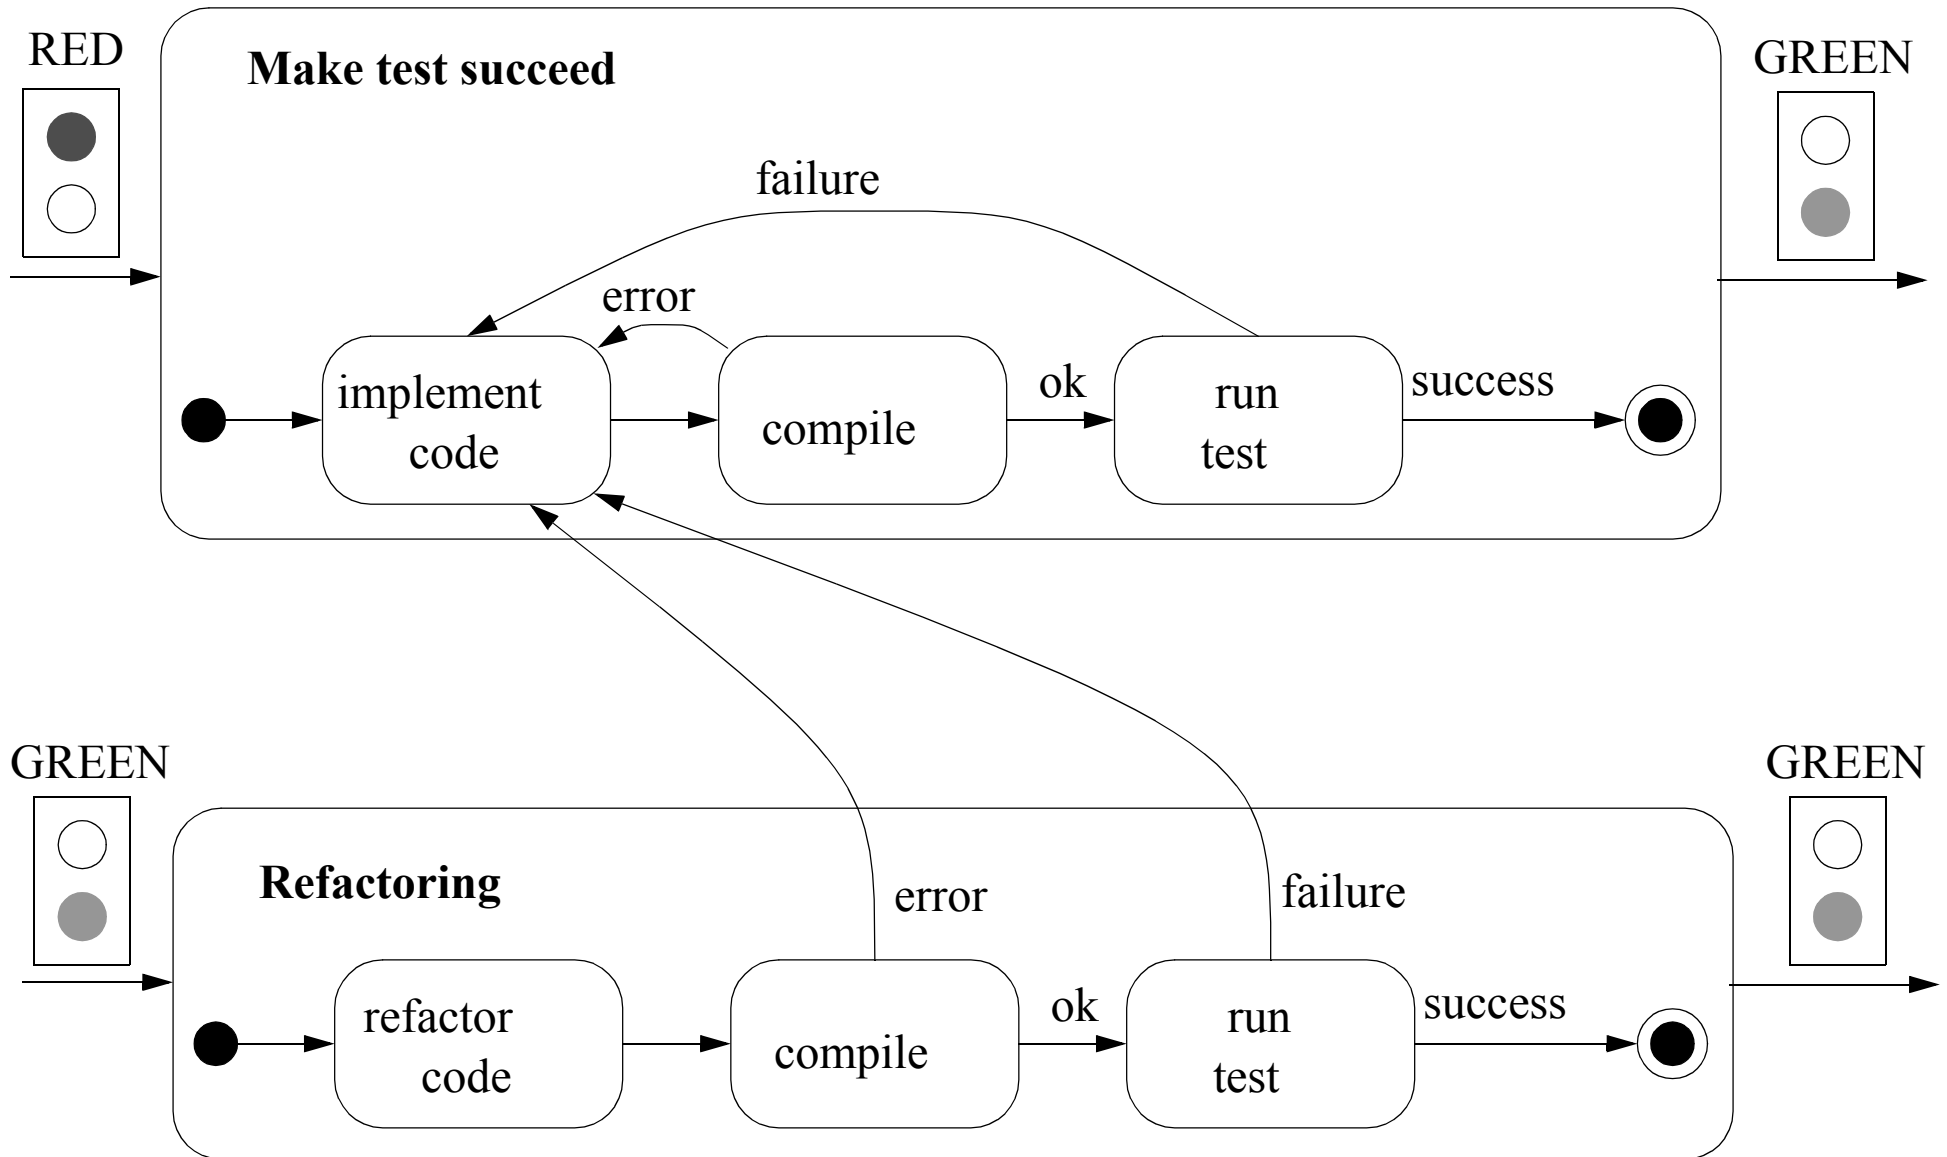 RED
GREEN
Make test succeed
failure
error
implement
code
compile
ok
run
test
success
GREEN
GREEN
Refactoring
error
failure
refactor
code
compile
ok
run
test
success